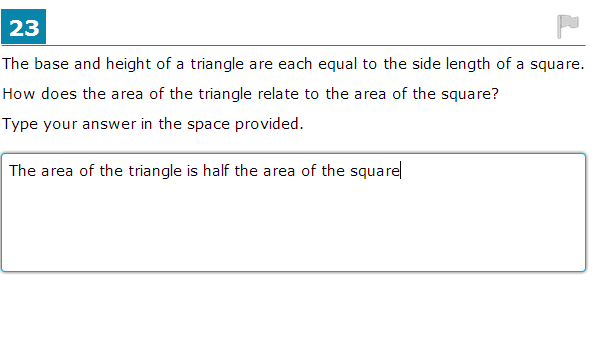 23
The base and height of a triangle are each equal to the side length of a square.
How does the area of the triangle relate to the area of the square?
Type your answer in the space provided.
The area of the triangle is half the area of the square